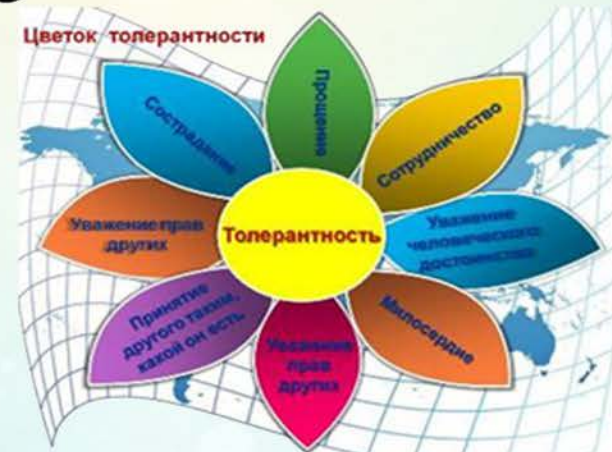 Цветок толерантности
Прощение
Сотрудничество
Уважение
человеческого
достоинство
Милосердие
Уважение
прав
других
Принятие
другого таким,
какой он есть
Уважение прав
других
Сострадание
Толерантность